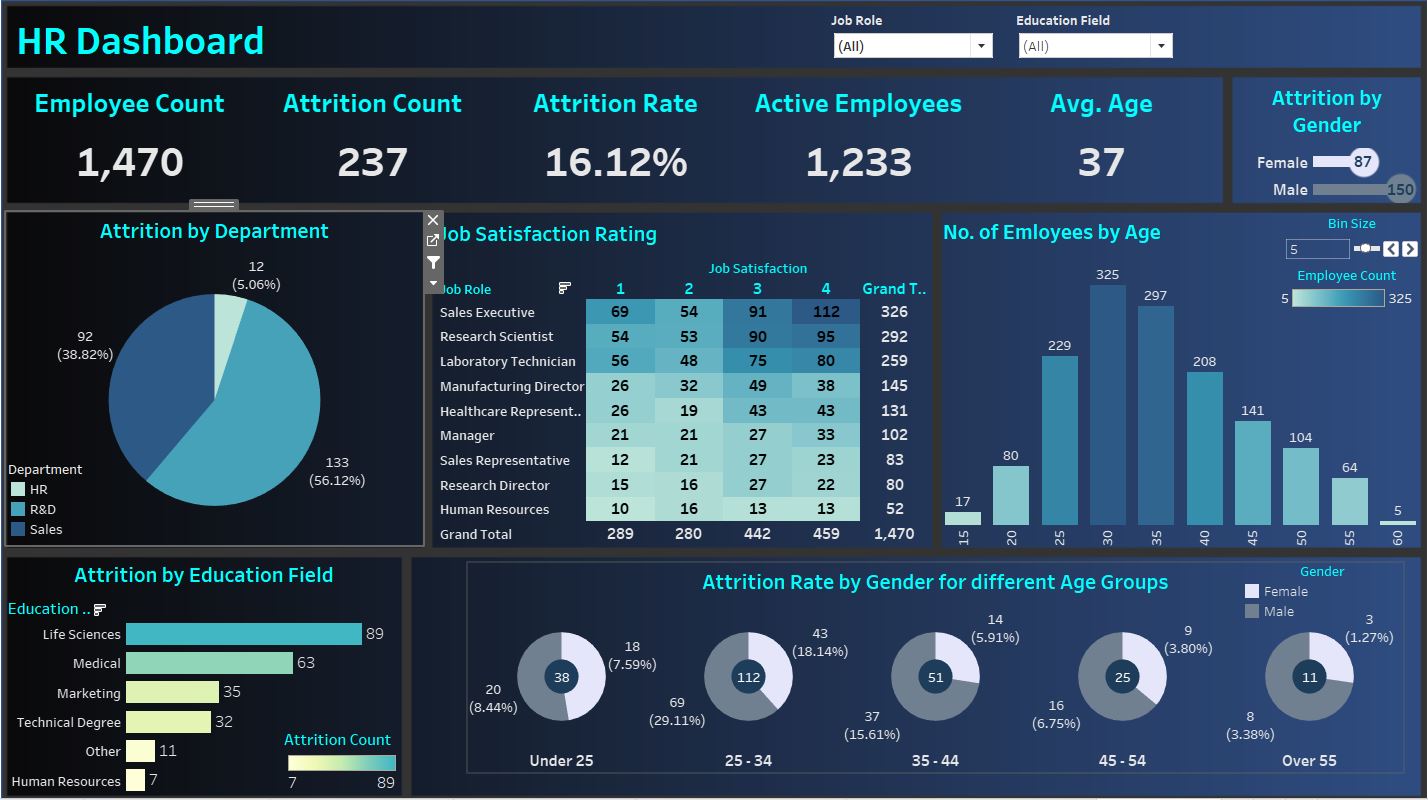 HR Dashboard
Job Role
(All)
Education Field
(All)
Employee Count
1,470
Attrition Count
237
Attrition Rate
16.12%
Active Employees
1,233
Avg. Age
37
Attrition by
Gender
Female 87
Male 150
Attrition by Department
12
(5.06%)
92
(38.82%)
133
(56.12%)
Department
HR
R&D
Sales
Job Satisfaction Rating
Job Satisfaction
Job Role 1 2 3 4 Grand T..
Sales Executive 69 54 91 112 326
Research Scientist 54 53 90 95 292
Laboratory Technician 56 48 75 80 259
Manufacturing Director 26 32 49 38 145
Healthcare Represent.. 26 19 43 43 131
Manager 21 21 27 33 102
Sales Representative 12 21 27 23 83
Research Director 15 16 27 22 80
Human Resources 10 16 13 13 52
Grand Total 289 280 442 459 1,470
No. of Emloyees by Age
Bin Size
5
Employee Count
5 325
17 80 229 325 297 208 141 104 64 5
15 20 25 30 35 40 45 50 55 60
Attrition by Education Field
Education ..
Life Sciences 89
Medical 63
Marketing 35
Technical Degree 32
Other 11
Human Resources 7
Attrition Count
7 89
Attrition Rate by Gender for different Age Groups
Gender
Female
Male
18
(7.59%)
38
20
(8.44%)
Under 25
43
(18.14%)
112
69
(29.11%)
25 - 34
14
(5.91%)
51
37
(15.61%)
35 - 44
9
(3.80%)
25
16
(6.75%)
45 - 54
3
(1.27%)
11
8
(3.38%)
Over 55